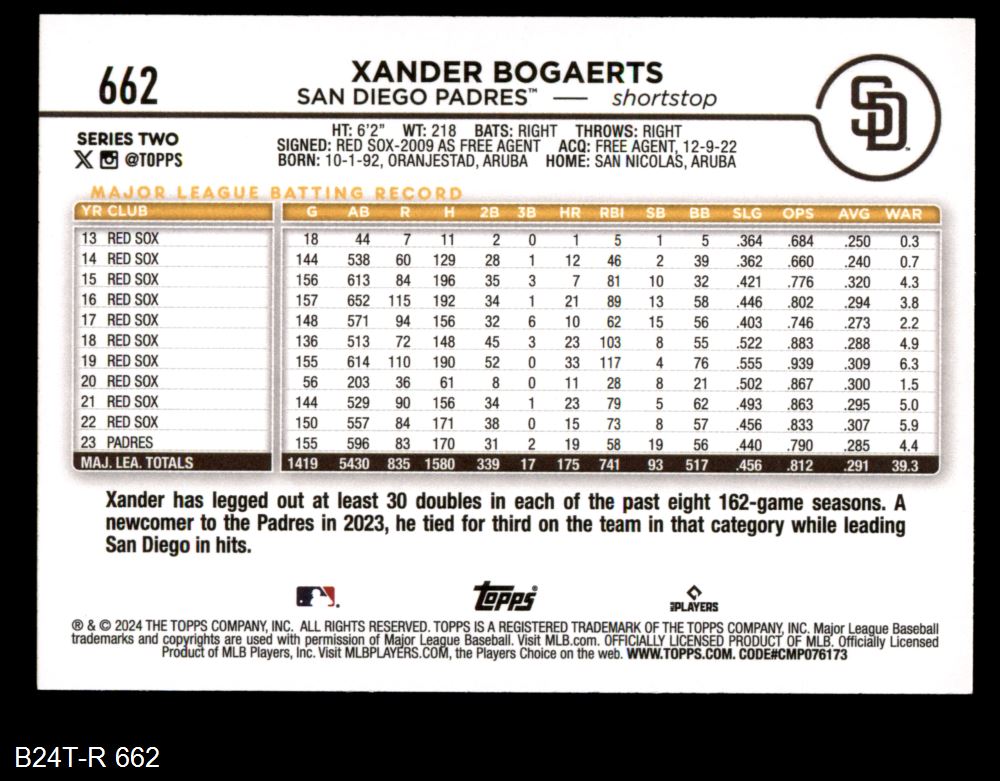 662
XANDER BOGAERTS
SAN DIEGO PADRES™ — shortstop
SD
SERIES TWO
X @TOPPS
HT: 6'2" WT: 218 BATS: RIGHT THROWS: RIGHT
SIGNED: RED SOX-2009 AS FREE AGENT ACQ: FREE AGENT, 12-9-22
BORN: 10-1-92, ORANJESTAD, ARUBA HOME: SAN NICOLAS, ARUBA
MAJOR LEAGUE BATTING RECORD
YR CLUB G AB R H 2B 3B HR RBI SB BB SLG OPS AVG WAR
13 RED SOX 18 44 7 11 2 0 1 5 1 5 .364 .684 .250 0.3
14 RED SOX 144 538 60 129 28 1 12 46 2 39 .362 .660 .240 0.7
15 RED SOX 156 613 84 196 35 3 7 81 10 32 .421 .776 .320 4.3
16 RED SOX 157 652 115 192 34 1 21 89 13 58 .446 .802 .294 3.8
17 RED SOX 148 571 94 156 32 6 10 62 15 56 .403 .746 .273 2.2
18 RED SOX 136 513 72 148 45 3 23 103 8 55 .522 .883 .288 4.9
19 RED SOX 155 614 110 190 52 0 33 117 4 76 .555 .939 .309 6.3
20 RED SOX 56 203 36 61 8 0 11 28 8 21 .502 .867 .300 1.5
21 RED SOX 144 529 90 156 34 1 23 79 5 62 .493 .863 .295 5.0
22 RED SOX 150 557 84 171 38 0 15 73 8 57 .456 .833 .307 5.9
23 PADRES 155 596 83 170 31 2 19 58 19 56 .440 .790 .285 4.4
MAJ. LEA. TOTALS 1419 5430 835 1580 339 17 175 741 93 517 .456 .812 .291 39.3
Xander has legged out at least 30 doubles in each of the past eight 162-game seasons. A
newcomer to the Padres in 2023, he tied for third on the team in that category while leading
San Diego in hits.
Topps®
MLB PLAYERS
® & © 2024 THE TOPPS COMPANY, INC. ALL RIGHTS RESERVED. TOPPS IS A REGISTERED TRADEMARK OF THE TOPPS COMPANY, INC. Major League Baseball
trademarks and copyrights are used with permission of Major League Baseball. Visit MLB.com. OFFICIALLY LICENSED PRODUCT OF MLB. Officially Licensed
Product of MLB Players, Inc. Visit MLBPLAYERS.COM, the Players Choice on the web. WWW.TOPPS.COM. CODE#CMP076173
B24T-R 662